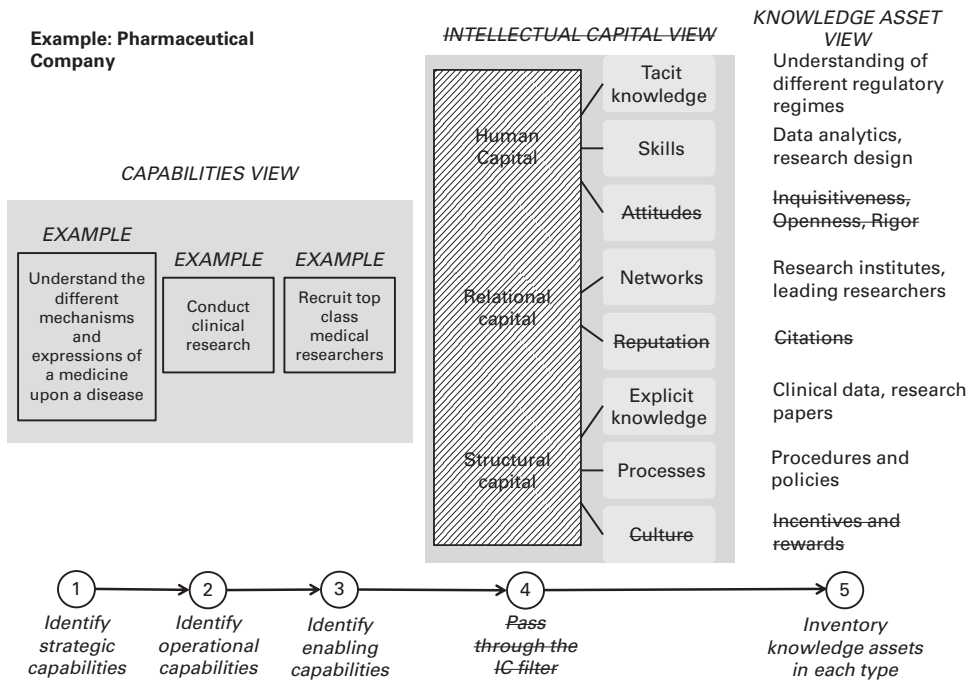 Example: Pharmaceutical
Company
CAPABILITIES VIEW
EXAMPLE
Understand the
different
mechanisms
and
expressions of
a medicine
upon a disease
EXAMPLE
Conduct
clinical
research
EXAMPLE
Recruit top
class
medical
researchers
INTELLECTUAL CAPITAL VIEW
Human
Capital
Relational
capital
Structural
capital
Tacit
knowledge
Skills
Attitudes
Networks
Reputation
Explicit
knowledge
Processes
Culture
KNOWLEDGE ASSET
VIEW
Understanding of
different regulatory
regimes
Data analytics,
research design
Inquisitiveness,
Openness, Rigor
Research institutes,
leading researchers
Citations
Clinical data, research
papers
Procedures and
policies
Incentives and
rewards
1
Identify
strategic
capabilities
2
Identify
operational
capabilities
3
Identify
enabling
capabilities
4
Pass
through the
IC filter
5
Inventory
knowledge assets
in each type